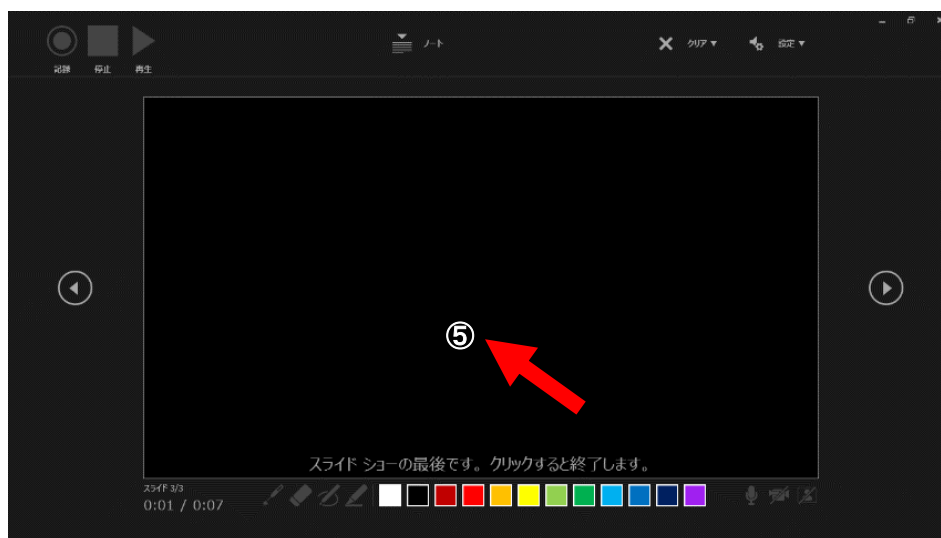 ノート
クリア
設定
記録 停止 再生
⑤
スライド ショーの最後です。クリックすると終了します。
スライド 3/3
0:01 / 0:07